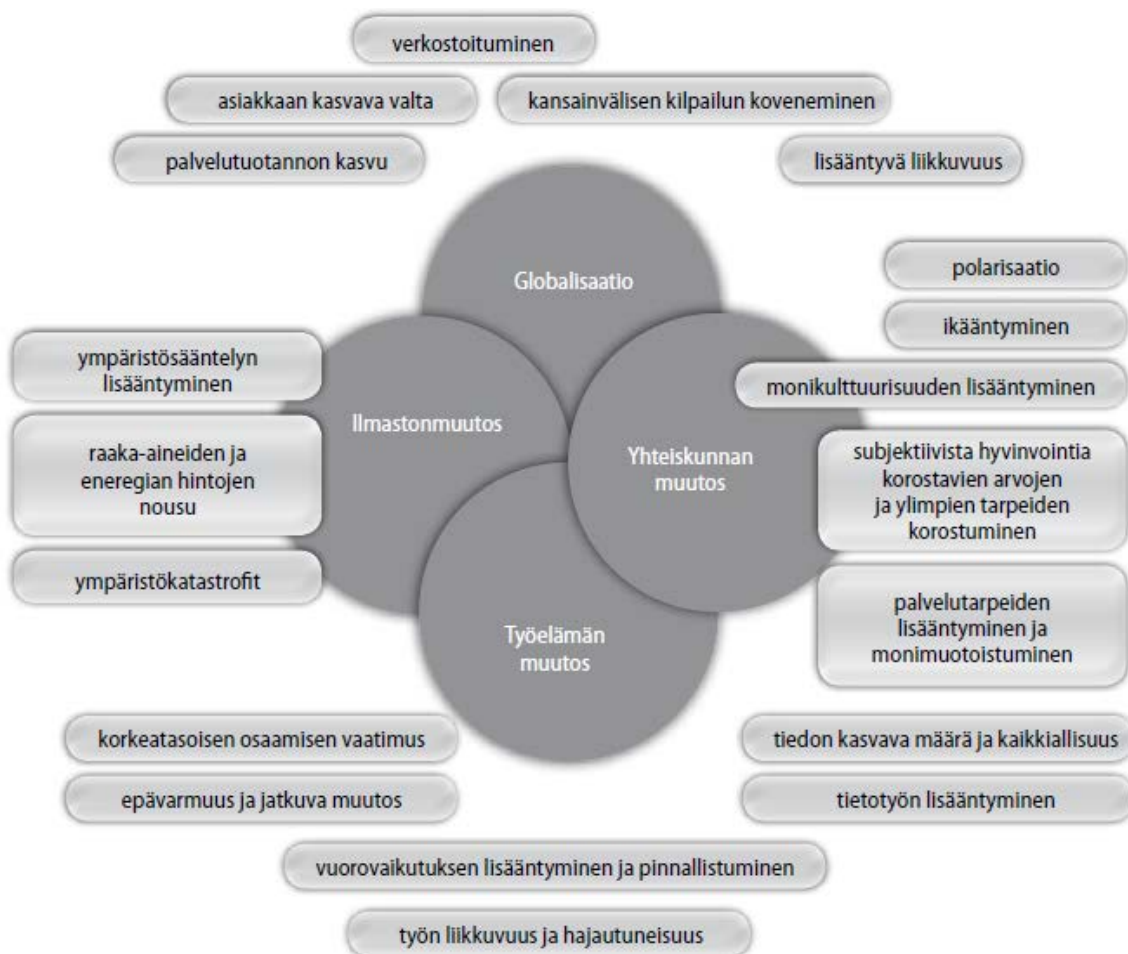 verkostoituminen
asiakkaan kasvava valta
kansainvälisen kilpailun koveneminen
palvelutuotannon kasvu
lisääntyvä liikkuvuus
Globalisaatio
polarisaatio
ikääntyminen
monikulttuurisuuden lisääntyminen
ympäristösääntelyn
lisääntyminen
Ilmastonmuutos
raaka-aineiden ja
eneregian hintojen
nousu
Yhteiskunnan
muutos
subjektiivista hyvinvointia
korostavien arvojen
ja ylimpien tarpeiden
korostuminen
ympäristökatastrofit
Työelämän
muutos
palvelutarpeiden
lisääntyminen ja
monimuotoistuminen
korkeatasoisen osaamisen vaatimus
tiedon kasvava määrä ja kaikkiallisuus
epävarmuus ja jatkuva muutos
tietotyön lisääntyminen
vuorovaikutuksen lisääntyminen ja pinnallistuminen
työn liikkuvuus ja hajautuneisuus